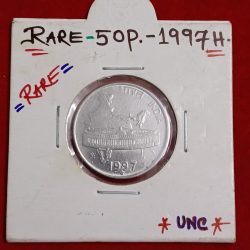 RARE-50P.-1997H.
=RARE=
1997
* UNC *